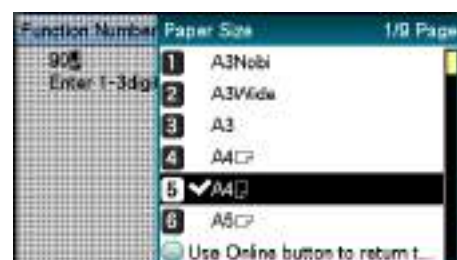 Function Number
90
Enter 1-3digi
Paper Size 1/9 Page
1 A3Nobi
2 A3Wide
3 A3
4 A4
5 A4
6 A5
Use Online button to return t...